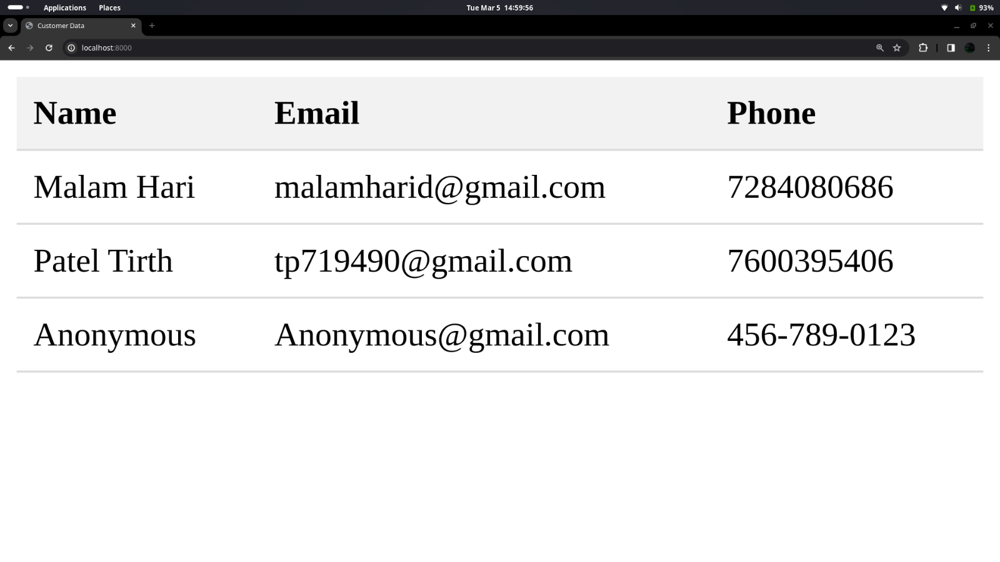 Applications Places Tue Mar 5 14:59:56 93%
Customer Data
localhost:8000
Name Email Phone
Malam Hari malamharid@gmail.com 7284080686
Patel Tirth tp719490@gmail.com 7600395406
Anonymous Anonymous@gmail.com 456-789-0123